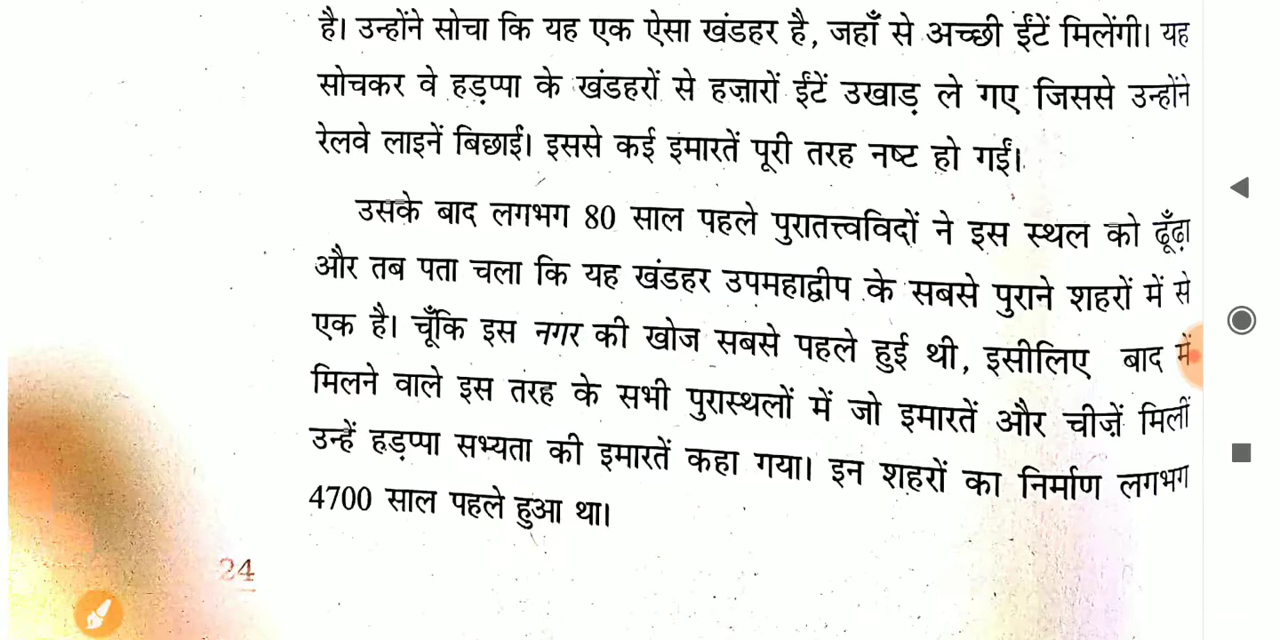 है। उन्होंने सोचा कि यह एक ऐसा खंडहर है, जहाँ से अच्छी ईंटें मिलेंगी। यह
सोचकर वे हड़प्पा के खंडहरों से हज़ारों ईंटें उखाड़ ले गए जिससे उन्होंने
रेलवे लाइनें बिछाईं। इससे कई इमारतें पूरी तरह नष्ट हो गईं।
उसके बाद लगभग 80 साल पहले पुरातत्त्वविदों ने इस स्थल को ढूँढ़ा
और तब पता चला कि यह खंडहर उपमहाद्वीप के सबसे पुराने शहरों में से
एक है। चूँकि इस नगर की खोज सबसे पहले हुई थी, इसीलिए बाद में
मिलने वाले इस तरह के सभी पुरास्थलों में जो इमारतें और चीज़ें मिलीं
उन्हें हड़प्पा सभ्यता की इमारतें कहा गया। इन शहरों का निर्माण लगभग
4700 साल पहले हुआ था।
24